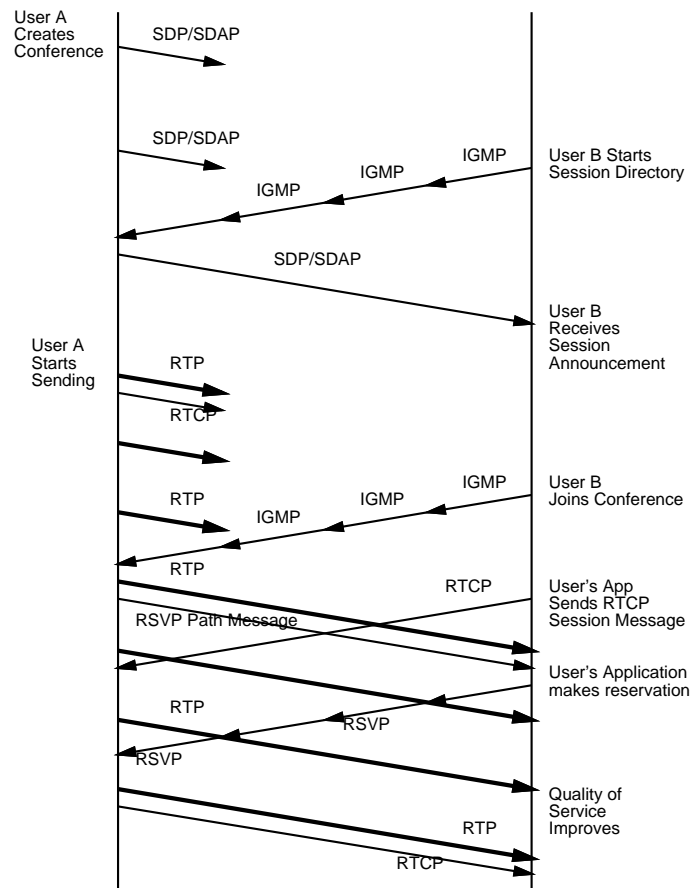 User A
Creates
Conference
SDP/SDAP
SDP/SDAP
IGMP
IGMP
IGMP
User B Starts
Session Directory
SDP/SDAP
User B
Receives
Session
Announcement
User A
Starts
Sending
RTP
RTCP
RTP
IGMP
IGMP
IGMP
User B
Joins Conference
RTP
RTCP
User's App
Sends RTCP
Session Message
RSVP Path Message
User's Application
makes reservation
RTP
RSVP
RSVP
Quality of
Service
Improves
RTP
RTCP